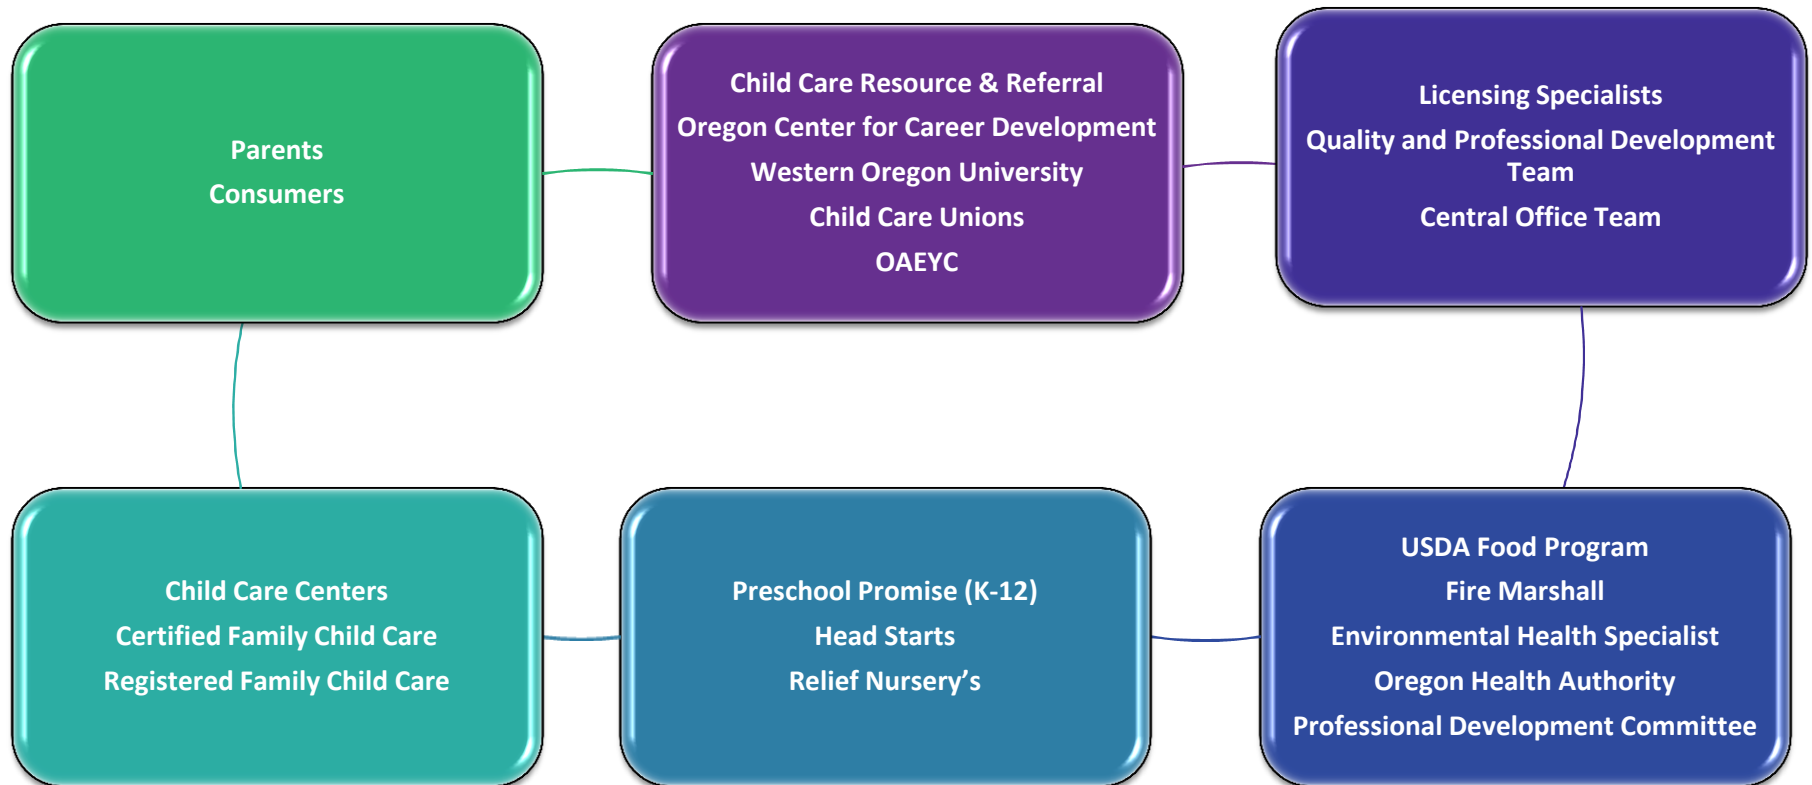 Parents
Consumers
Child Care Resource & Referral
Oregon Center for Career Development
Western Oregon University
Child Care Unions
OAEYC
Licensing Specialists
Quality and Professional Development
Team
Central Office Team
Child Care Centers
Certified Family Child Care
Registered Family Child Care
Preschool Promise (K-12)
Head Starts
Relief Nursery’s
USDA Food Program
Fire Marshall
Environmental Health Specialist
Oregon Health Authority
Professional Development Committee